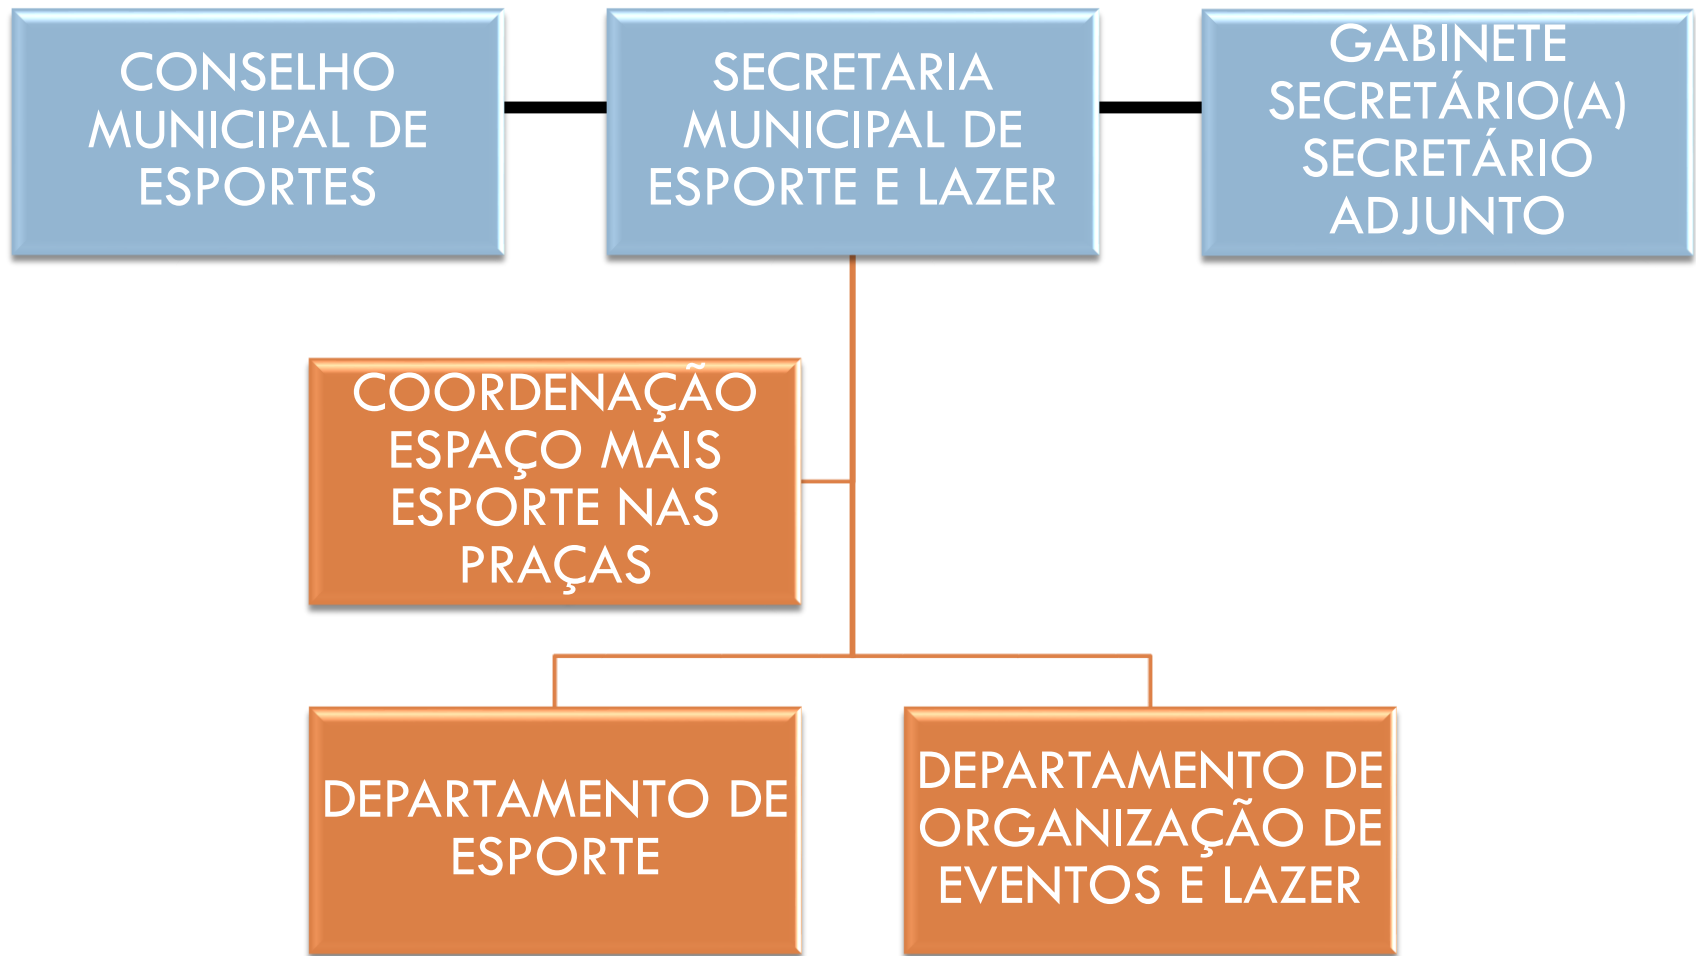 CONSELHO
MUNICIPAL DE
ESPORTES
SECRETARIA
MUNICIPAL DE
ESPORTE E LAZER
GABINETE
SECRETÁRIO(A)
SECRETÁRIO
ADJUNTO
COORDENAÇÃO
ESPAÇO MAIS
ESPORTE NAS
PRAÇAS
DEPARTAMENTO DE
ESPORTE
DEPARTAMENTO DE
ORGANIZAÇÃO DE
EVENTOS E LAZER